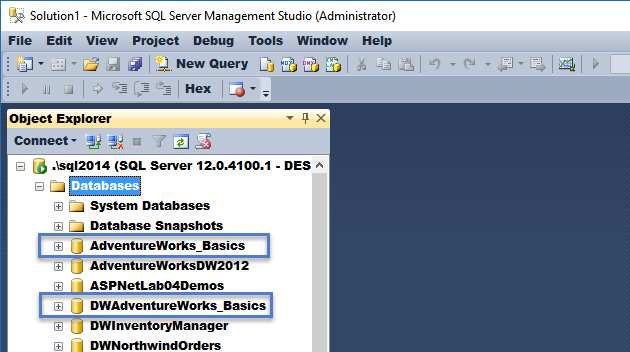 Solution1 - Microsoft SQL Server Management Studio (Administrator)
File Edit View Project Debug Tools Window Help
New Query
Hex
Object Explorer
Connect
.\sql2014 (SQL Server 12.0.4100.1 - DES
Databases
System Databases
Database Snapshots
AdventureWorks_Basics
AdventureWorksDW2012
ASPNetLab04Demos
DWAdventureWorks_Basics
DWInventoryManager
DWNorthwindOrders